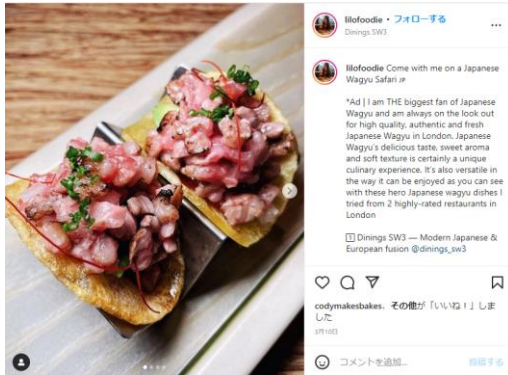 lilofoodie • フォローする
Dinings SW3
lilofoodie Come with me on a Japanese
Wagyu Safari JP
*Ad | I am THE biggest fan of Japanese
Wagyu and am always on the look out
for high quality, authentic and fresh
Japanese Wagyu in London. Japanese
Wagyu's delicious taste, sweet aroma
and soft texture is certainly a unique
culinary experience. It's also versatile in
the way it can be enjoyed as you can see
with these hero Japanese wagyu dishes I
tried from 2 highly-rated restaurants in
London
1 Dinings SW3 — Modern Japanese &
European fusion @dinings_sw3
codymakesbakes、その他が「いいね！」しま
した
3月10日
コメントを追加...
投稿する